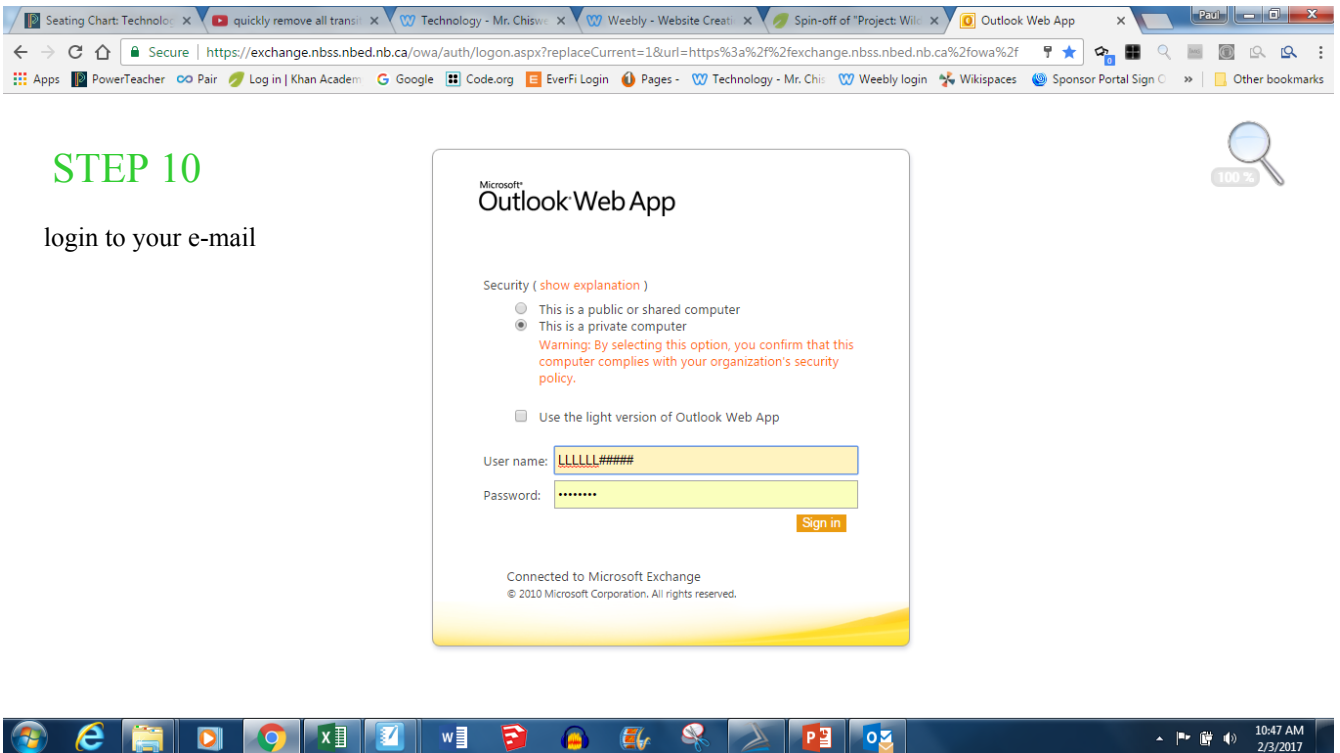 Seating Chart: Technolo
quickly remove all transit
Technology - Mr. Chiswe
Weebly - Website Creati
Spin-off of "Project: Wild
Outlook Web App
Paul
Secure | https://exchange.nbss.nbed.nb.ca/owa/auth/logon.aspx?replaceCurrent=1&url=https%3a%2f%2fexchange.nbss.nbed.nb.ca%2fowa%2f
Apps PowerTeacher Pair Log in | Khan Academ Google Code.org EverFi Login Pages - Technology - Mr. Chis Weebly login Wikispaces Sponsor Portal Sign O » Other bookmarks
STEP 10
login to your e-mail
100 %
Microsoft
Outlook Web App
Security ( show explanation )
This is a public or shared computer
This is a private computer
Warning: By selecting this option, you confirm that this
computer complies with your organization's security
policy.
Use the light version of Outlook Web App
User name: LLLLLL#####
Password: ••••••••
Sign in
Connected to Microsoft Exchange
© 2010 Microsoft Corporation. All rights reserved.
10:47 AM
2/3/2017